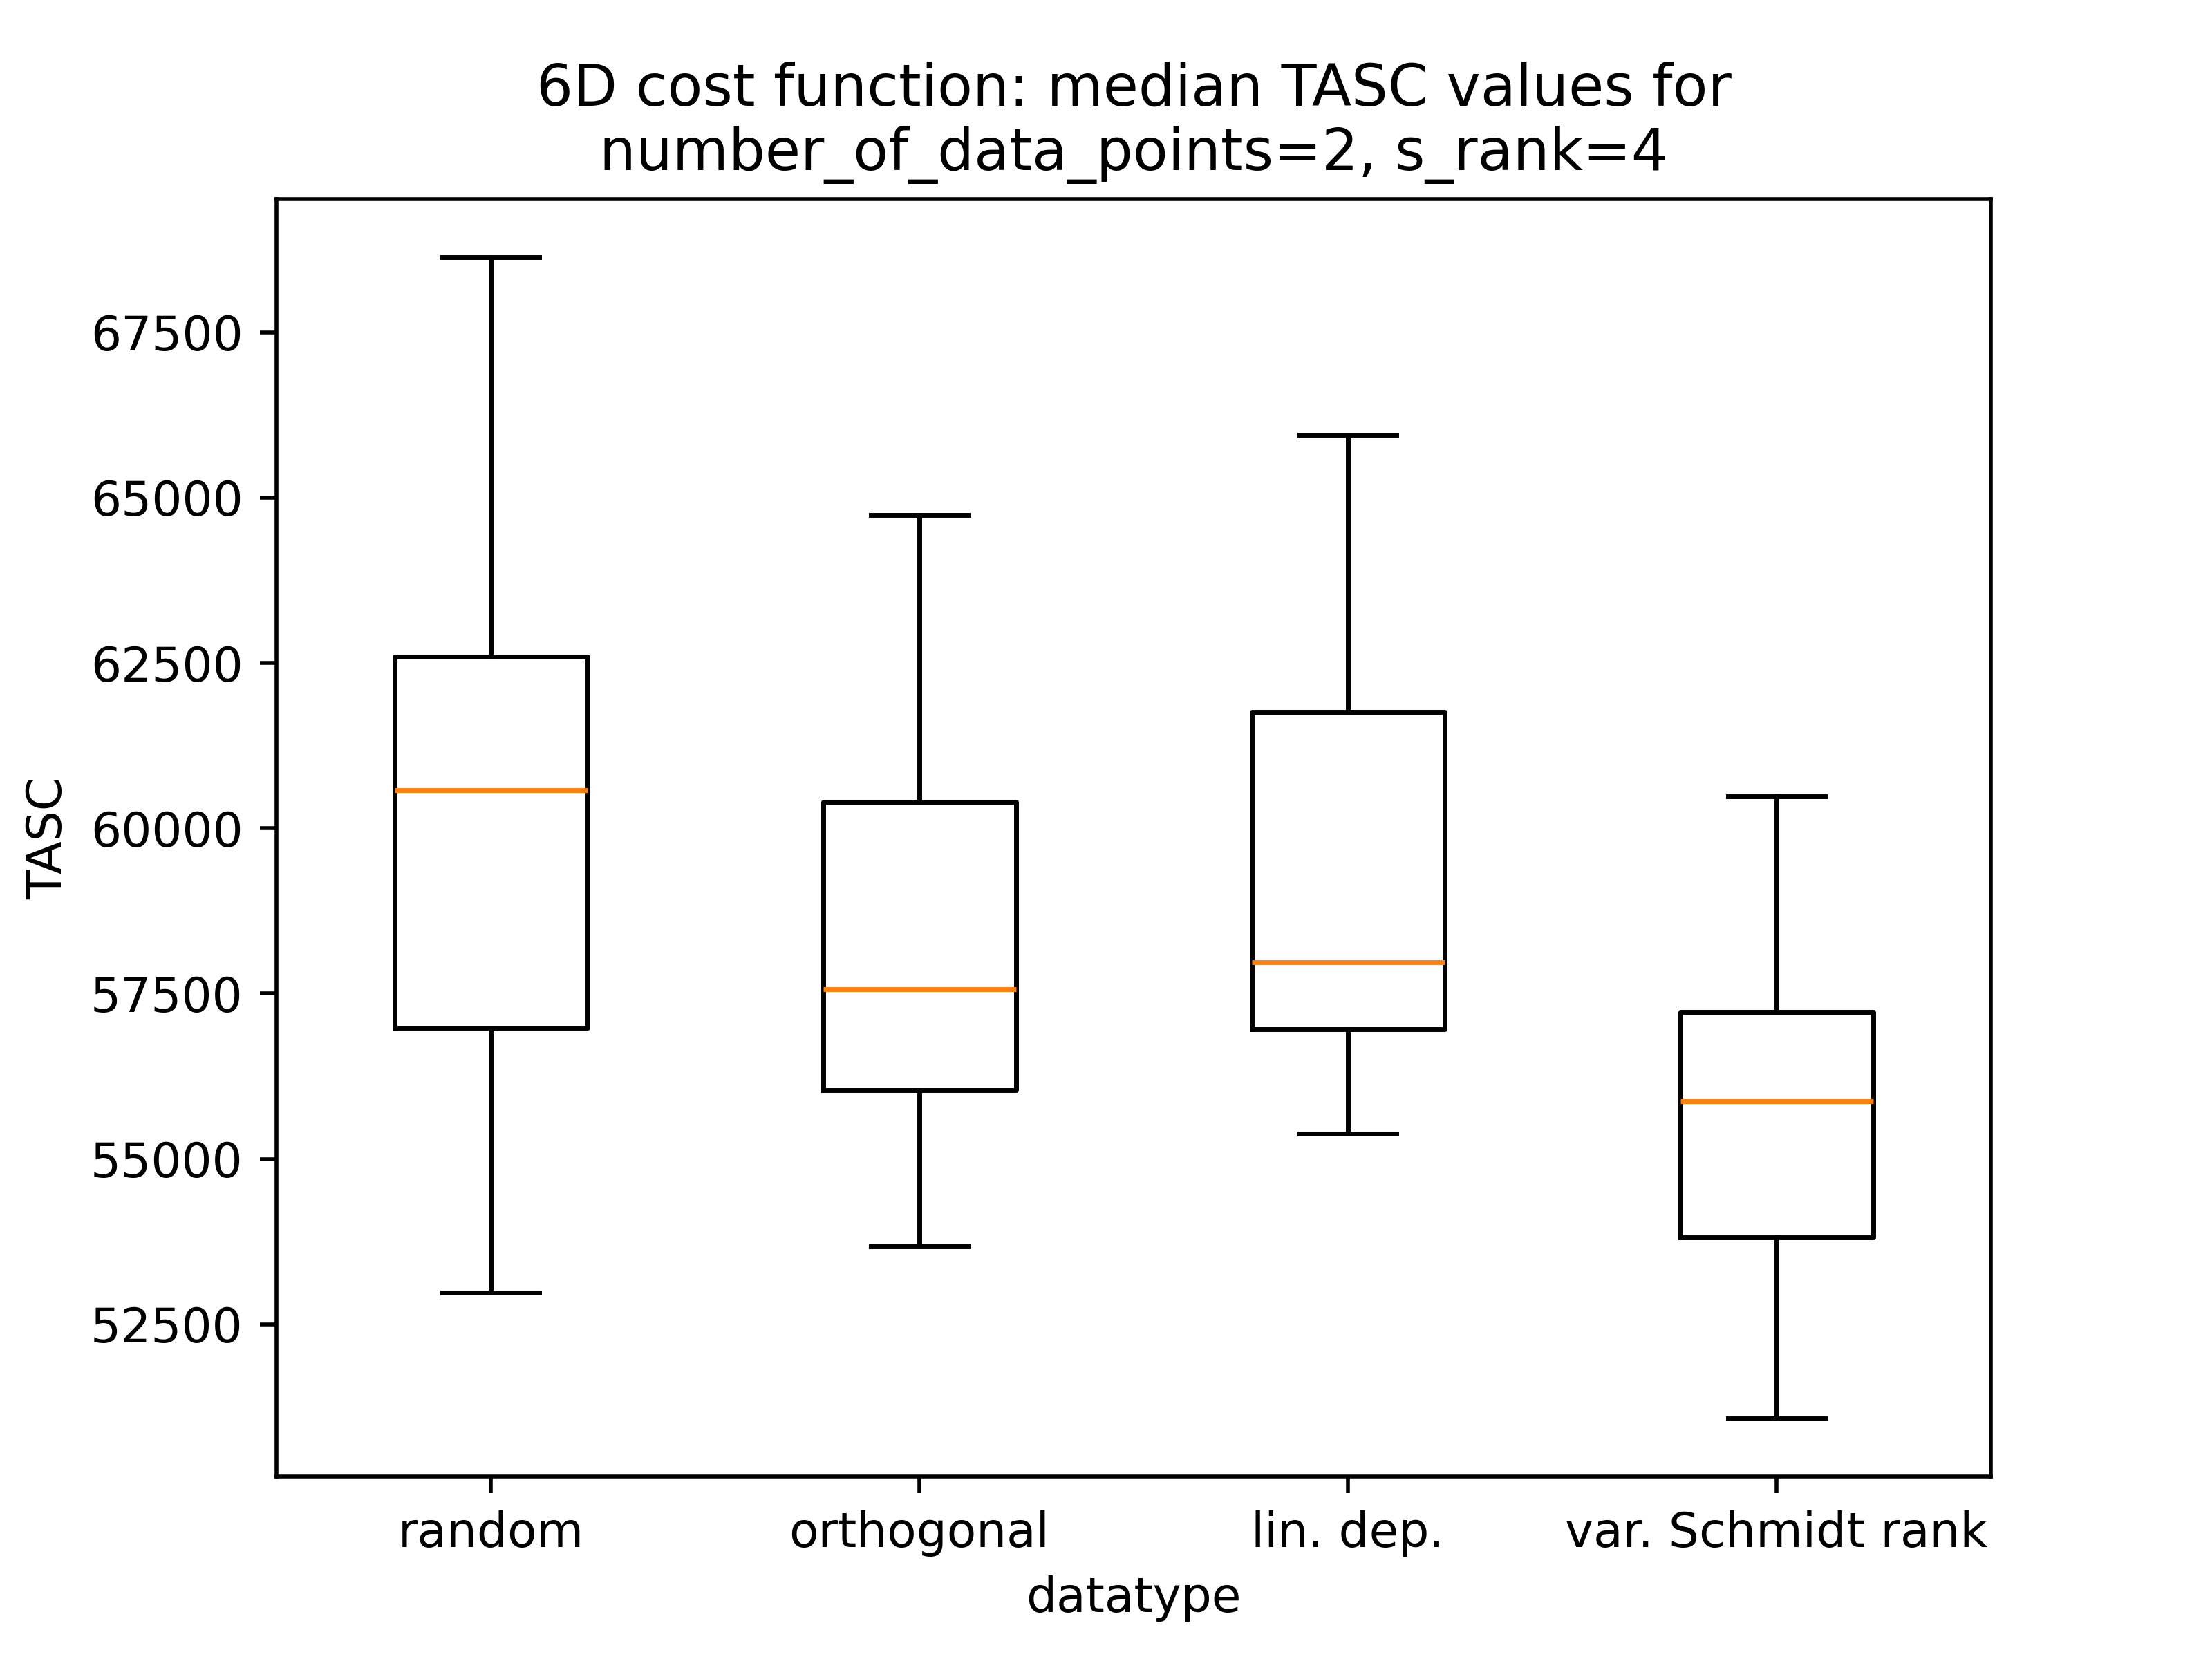 6D cost function: median TASC values for
number_of_data_points=2, s_rank=4
67500
65000
62500
60000
57500
55000
52500
TASC
random
orthogonal
lin. dep.
var. Schmidt rank
datatype